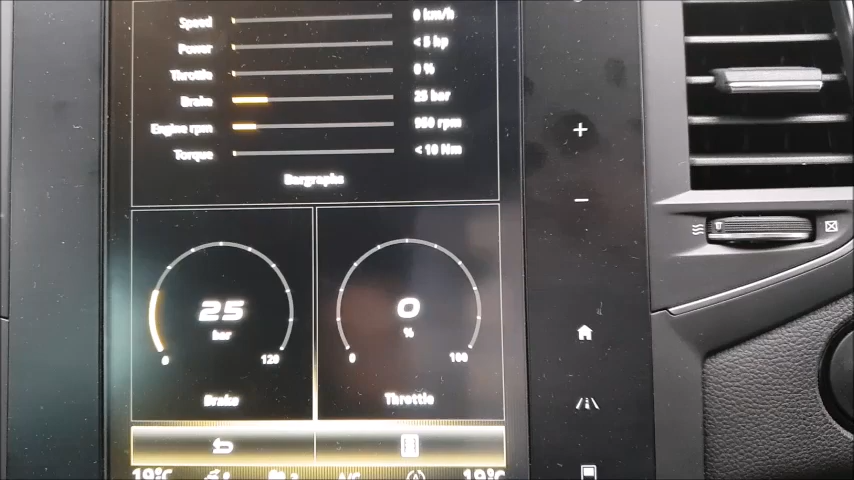 Speed 0 km/h
Power < 5 hp
Throttle 0 %
Brake 25 bar
Engine rpm 950 rpm
Torque < 10 Nm
Bargraphs
+
−
25 0
bar %
0 120 0 100
Brake Throttle
19°C A/C 19°C